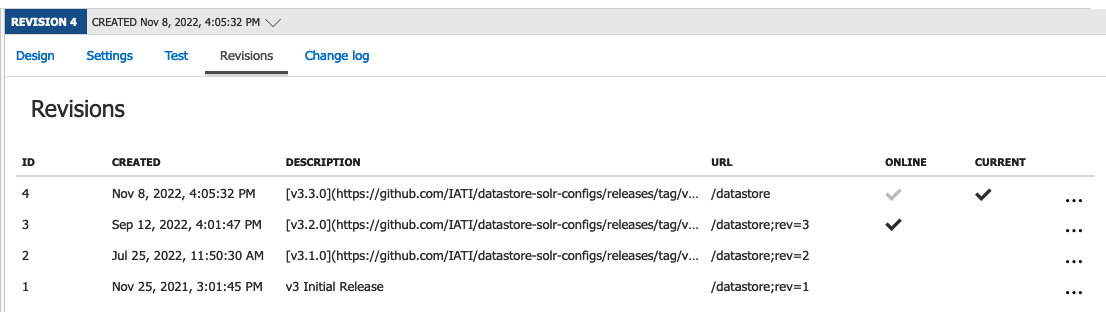 REVISION 4 CREATED Nov 8, 2022, 4:05:32 PM
Design Settings Test Revisions Change log
Revisions
ID CREATED DESCRIPTION URL ONLINE CURRENT
4 Nov 8, 2022, 4:05:32 PM [v3.3.0](https://github.com/IATI/datastore-solr-configs/releases/tag/v... /datastore ...
3 Sep 12, 2022, 4:01:47 PM [v3.2.0](https://github.com/IATI/datastore-solr-configs/releases/tag/v... /datastore;rev=3 ...
2 Jul 25, 2022, 11:50:30 AM [v3.1.0](https://github.com/IATI/datastore-solr-configs/releases/tag/v... /datastore;rev=2 ...
1 Nov 25, 2021, 3:01:45 PM v3 Initial Release /datastore;rev=1 ...